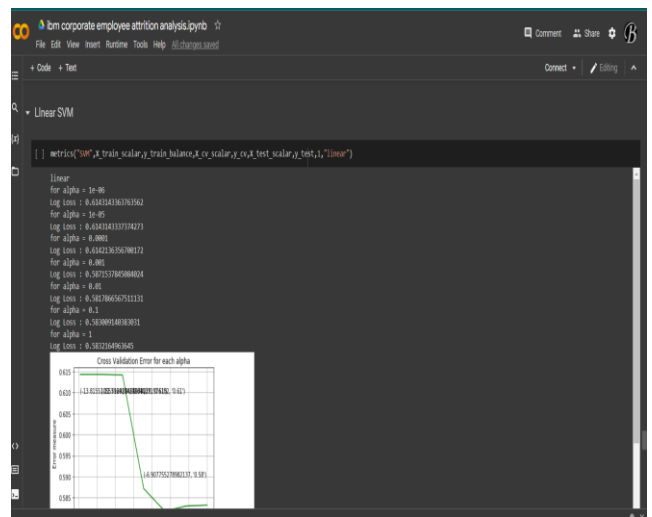 ibm corporate employee attrition analysis.ipynb
Comment Share
File Edit View Insert Runtime Tools Help All changes saved
+ Code + Text
Connect Editing
Linear SVM
[ ] metrics("SVM",X_train_scalar,y_train_balance,X_cv_scalar,y_cv,X_test_scalar,y_test,1,"linear")
linear
for alpha = 1e-06
Log Loss : 0.6143143363763562
for alpha = 1e-05
Log Loss : 0.6143143337374273
for alpha = 0.0001
Log Loss : 0.6142136356700172
for alpha = 0.001
Log Loss : 0.5871537845084024
for alpha = 0.01
Log Loss : 0.5817866567511131
for alpha = 0.1
Log Loss : 0.583009140383031
for alpha = 1
Log Loss : 0.5832164963645
Cross Validation Error for each alpha
0.615
0.610
0.605
0.600
0.595
0.590
0.585
Error measure
(-6.907755278982137, '0.58')